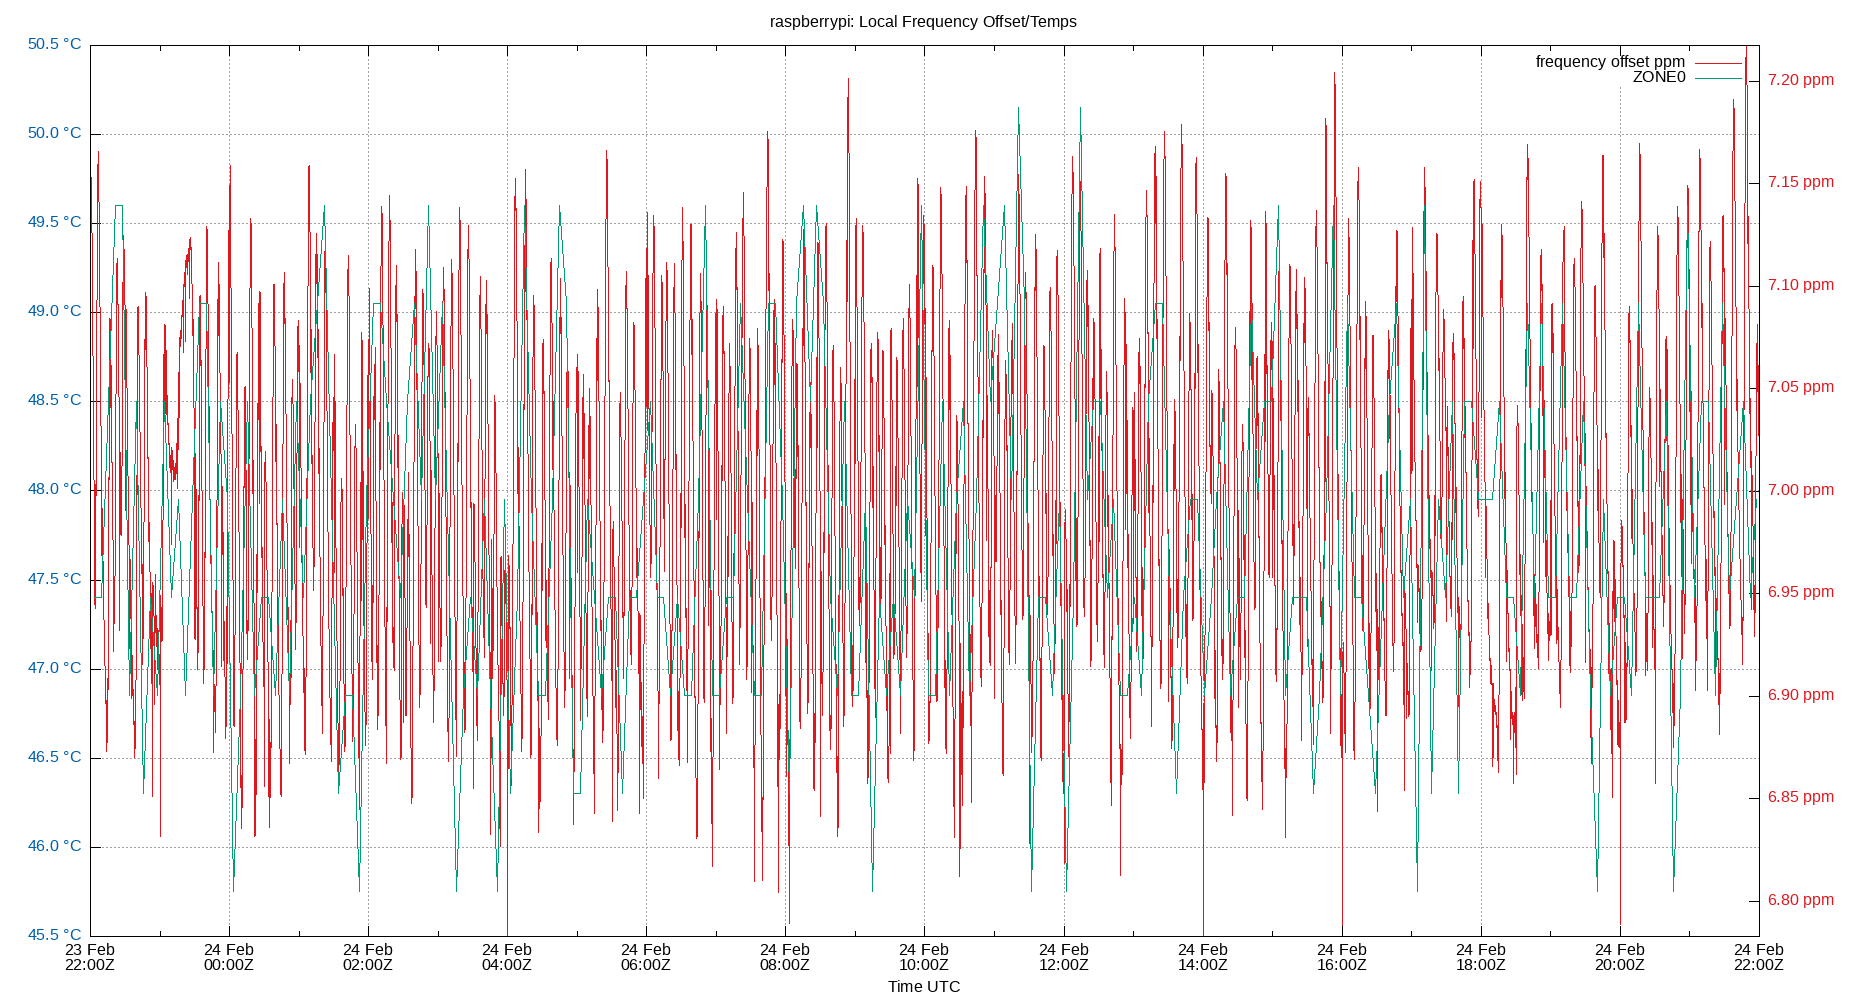 raspberrypi: Local Frequency Offset/Temps
50.5 °C
50.0 °C
49.5 °C
49.0 °C
48.5 °C
48.0 °C
47.5 °C
47.0 °C
46.5 °C
46.0 °C
45.5 °C
frequency offset ppm
ZONE0
7.20 ppm
7.15 ppm
7.10 ppm
7.05 ppm
7.00 ppm
6.95 ppm
6.90 ppm
6.85 ppm
6.80 ppm
23 Feb
22:00Z
24 Feb
00:00Z
24 Feb
02:00Z
24 Feb
04:00Z
24 Feb
06:00Z
24 Feb
08:00Z
24 Feb
10:00Z
24 Feb
12:00Z
24 Feb
14:00Z
24 Feb
16:00Z
24 Feb
18:00Z
24 Feb
20:00Z
24 Feb
22:00Z
Time UTC